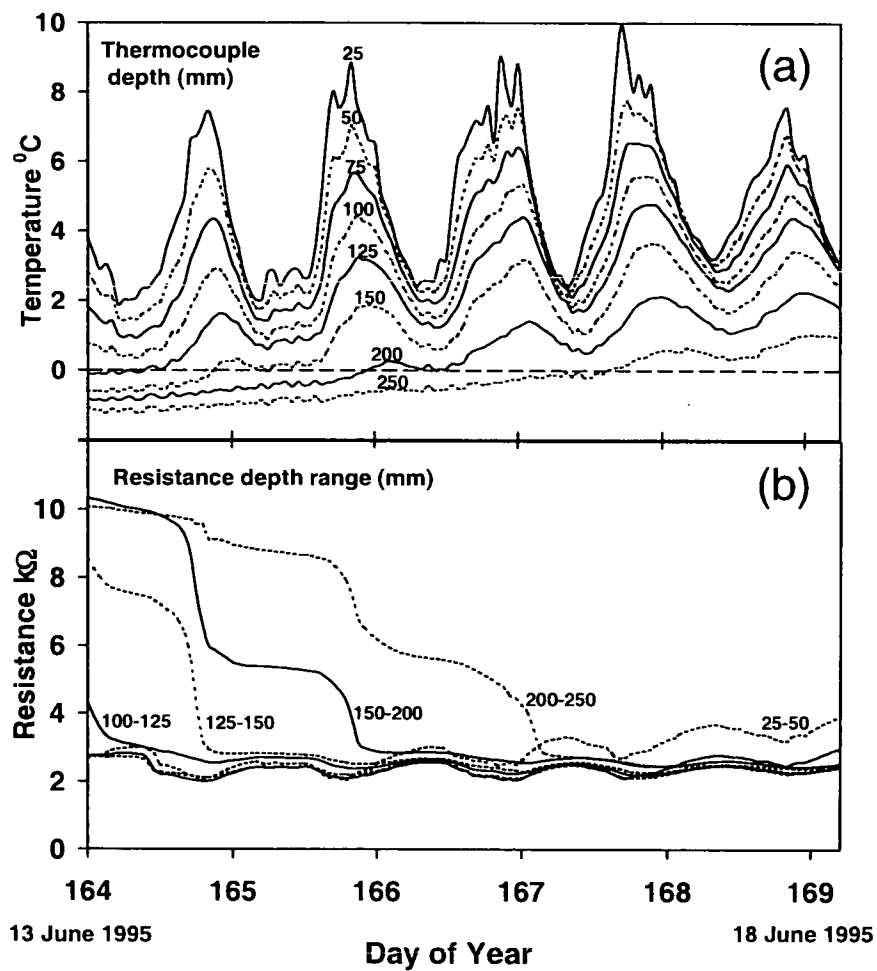 10
8
6
4
2
0
Temperature ⁰C
Thermocouple
depth (mm)
(a)
25
50
75
100
125
150
200
250
Resistance depth range (mm)
(b)
10
8
6
4
2
0
Resistance kΩ
100-125
125-150
150-200
200-250
25-50
164 165 166 167 168 169
13 June 1995 18 June 1995
Day of Year